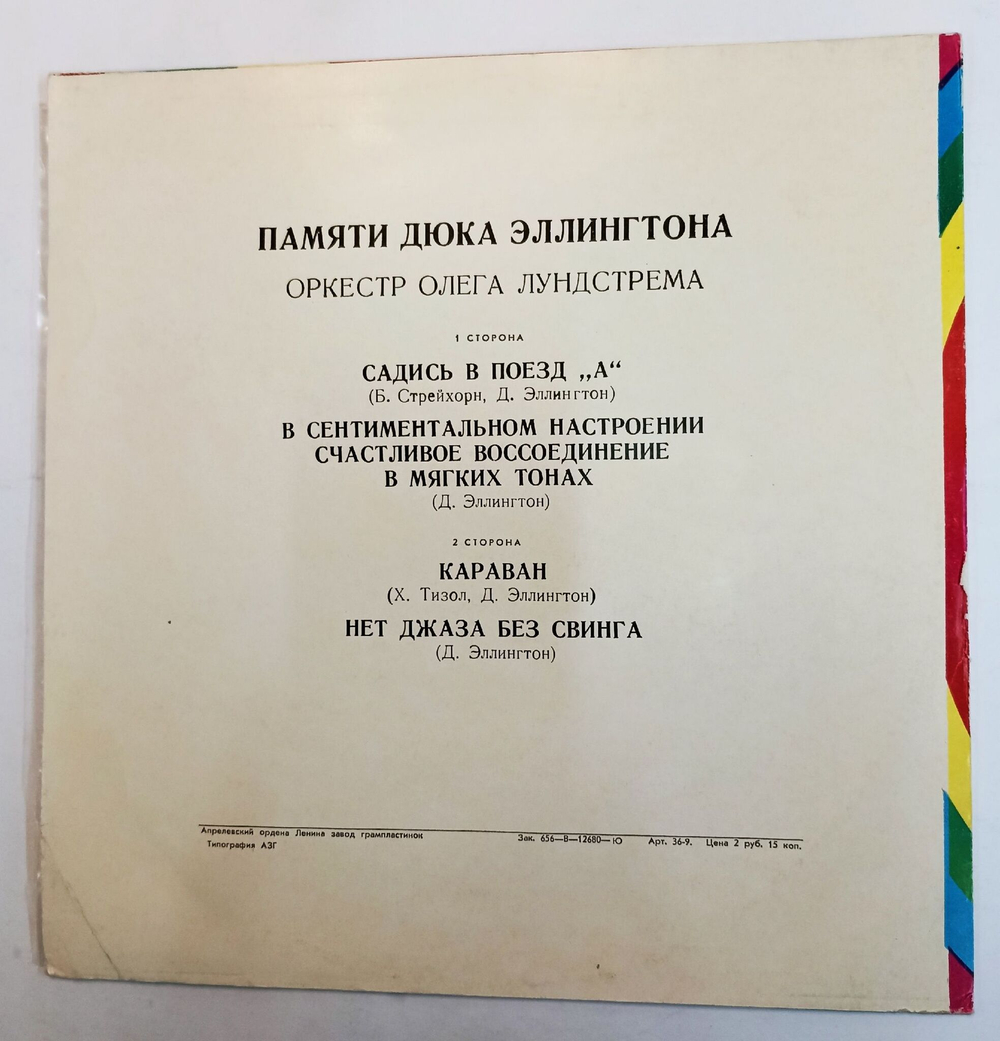 ПАМЯТИ ДЮКА ЭЛЛИНГТОНА
ОРКЕСТР ОЛЕГА ЛУНДСТРЕМА
1 СТОРОНА
САДИСЬ В ПОЕЗД „А“
(Б. Стрейхорн, Д. Эллингтон)
В СЕНТИМЕНТАЛЬНОМ НАСТРОЕНИИ
СЧАСТЛИВОЕ ВОССОЕДИНЕНИЕ
В МЯГКИХ ТОНАХ
(Д. Эллингтон)
2 СТОРОНА
КАРАВАН
(Х. Тизол, Д. Эллингтон)
НЕТ ДЖАЗА БЕЗ СВИНГА
(Д. Эллингтон)
Апрелевский ордена Ленина завод грампластинок Зак. 656—В—12680—Ю Арт. 36-9. Цена 2 руб. 15 коп.
Типография АЗГ